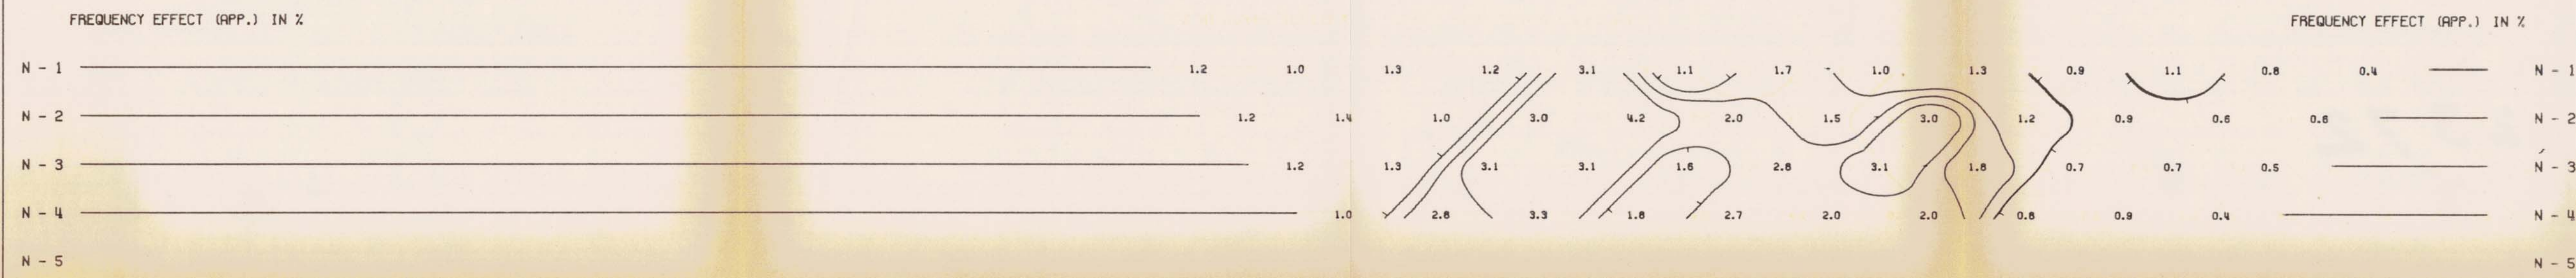 FREQUENCY EFFECT (APP.) IN % FREQUENCY EFFECT (APP.) IN %
N - 1 1.2 1.0 1.3 1.2 3.1 1.1 1.7 1.0 1.3 0.9 1.1 0.8 0.4 N - 1
N - 2 1.2 1.4 1.0 3.0 4.2 2.0 1.5 3.0 1.2 0.9 0.6 0.6 N - 2
N - 3 1.2 1.3 3.1 3.1 1.6 2.8 3.1 1.8 0.7 0.7 0.5 N - 3
N - 4 1.0 2.8 3.3 1.8 2.7 2.0 2.0 0.8 0.9 0.4 N - 4
N - 5 N - 5